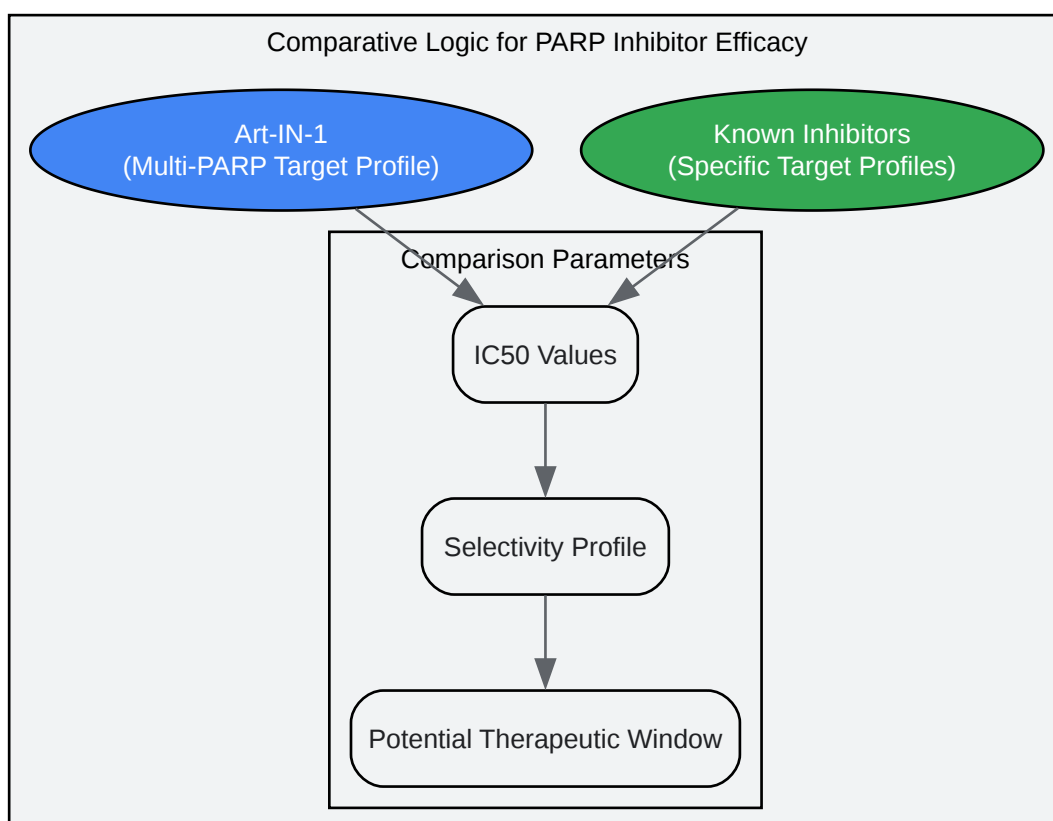 Comparative Logic for PARP Inhibitor Efficacy
Art-IN-1
(Multi-PARP Target Profile)
Known Inhibitors
(Specific Target Profiles)
Comparison Parameters
IC50 Values
Selectivity Profile
Potential Therapeutic Window